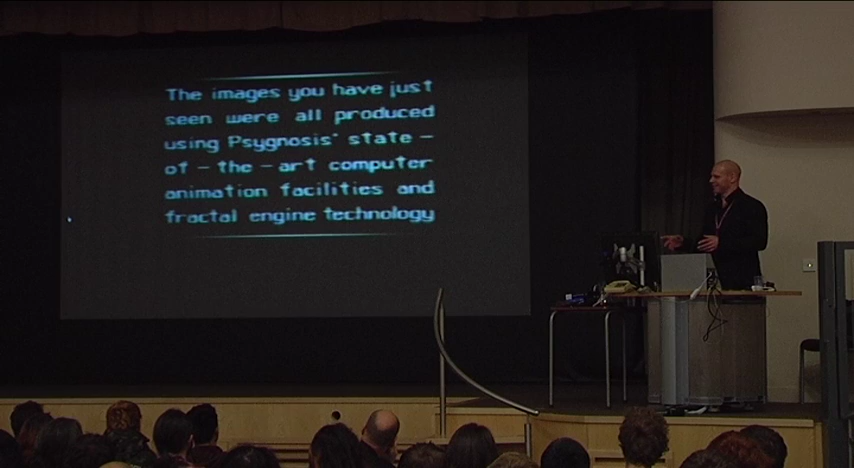 The images you have just
seen were all produced
using Psygnosis' state -
of - the - art computer
animation facilities and
fractal engine technology